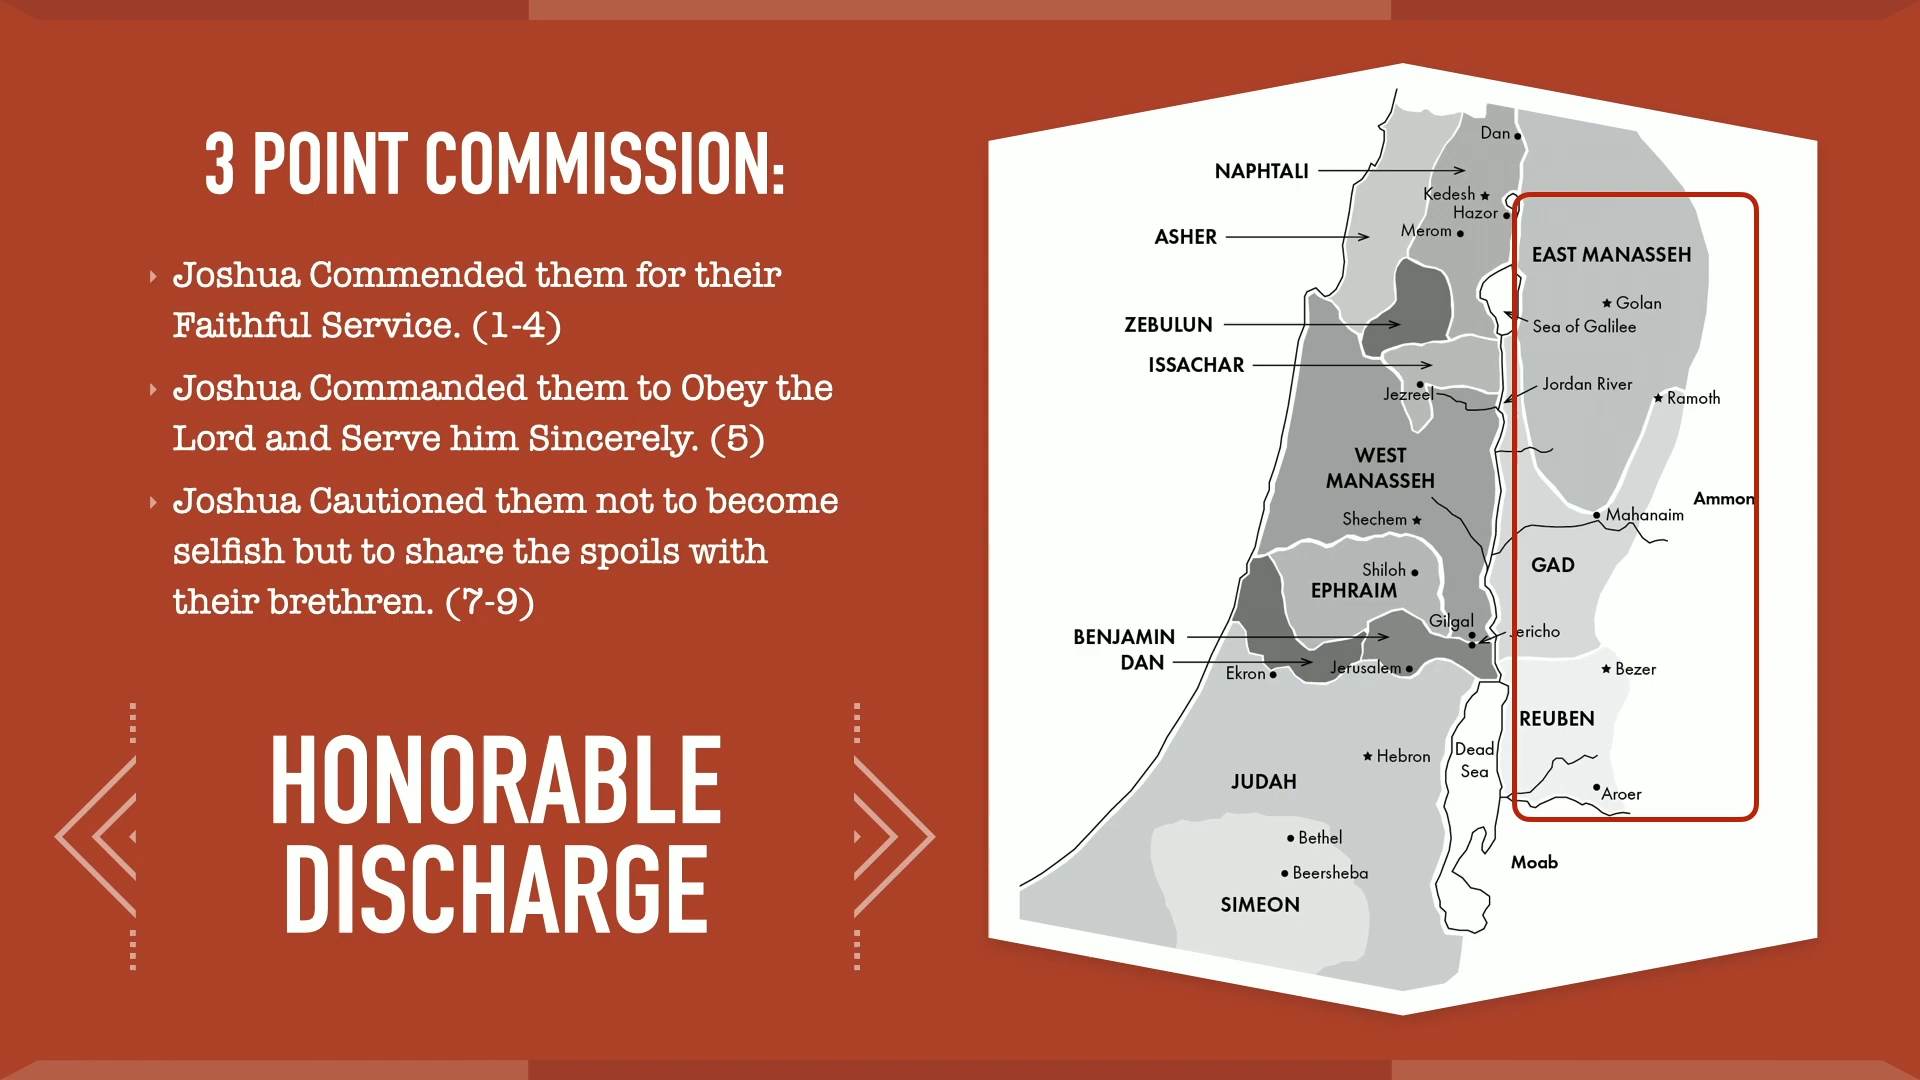 3 POINT COMMISSION:
Joshua Commended them for their
Faithful Service. (1-4)
Joshua Commanded them to Obey the
Lord and Serve him Sincerely. (5)
Joshua Cautioned them not to become
selfish but to share the spoils with
their brethren. (7-9)
HONORABLE
DISCHARGE
Dan
NAPHTALI
Kedesh
Hazor
Merom
ASHER
EAST MANASSEH
Golan
Sea of Galilee
ZEBULUN
ISSACHAR
Jezreel
Jordan River
Ramoth
WEST
MANASSEH
Shechem
Ammon
Mahanaim
GAD
Shiloh
EPHRAIM
Gilgal
Jericho
BENJAMIN
DAN
Ekron
Jerusalem
Bezer
REUBEN
Hebron
Dead
Sea
JUDAH
Aroer
Bethel
Beersheba
Moab
SIMEON